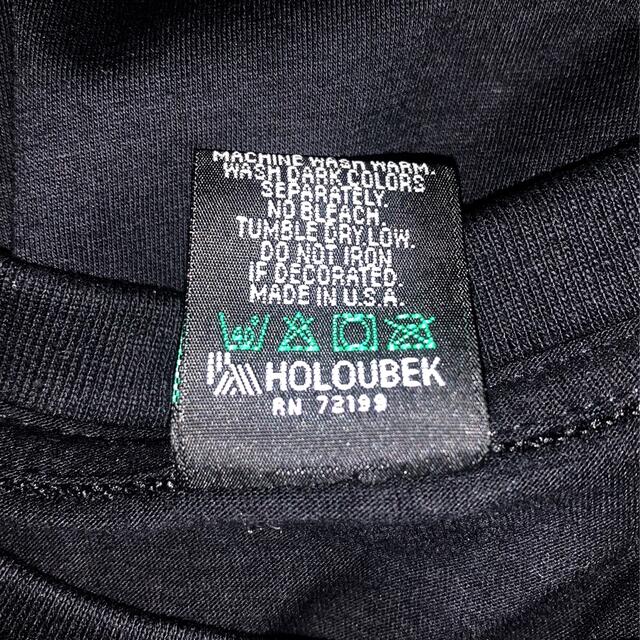 MACHINE WASH WARM.
WASH DARK COLORS
SEPARATELY.
NO BLEACH.
TUMBLE DRY LOW.
DO NOT IRON
IF DECORATED.
MADE IN U.S.A.
HOLOUBEK
RN 72199